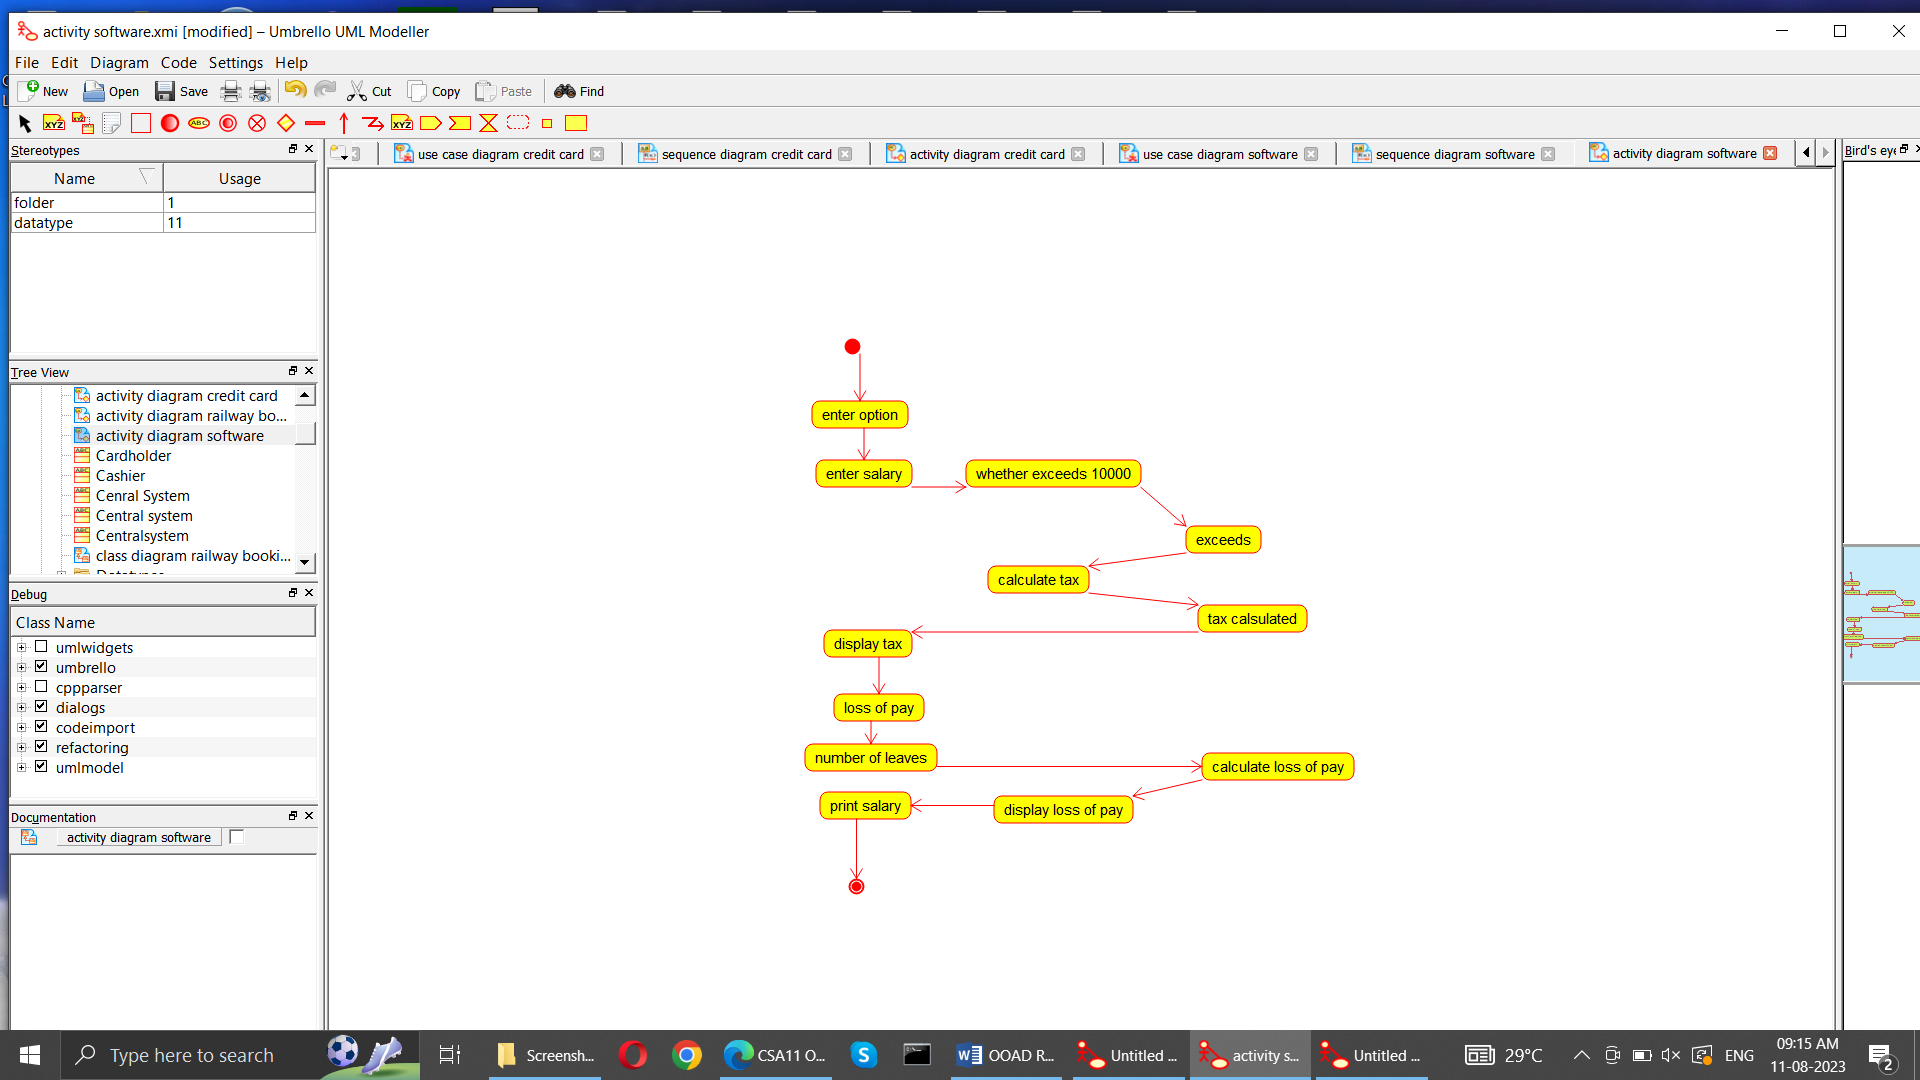 activity software.xmi [modified] – Umbrello UML Modeller
File Edit Diagram Code Settings Help
New Open Save Cut Copy Paste Find
Stereotypes
Name Usage
folder 1
datatype 11
use case diagram credit card
sequence diagram credit card
activity diagram credit card
use case diagram software
sequence diagram software
activity diagram software
Bird's eye
Tree View
activity diagram credit card
activity diagram railway bo...
activity diagram software
Cardholder
Cashier
Cenral System
Central system
Centralsystem
class diagram railway booki...
Debug
Class Name
umlwidgets
umbrello
cppparser
dialogs
codeimport
refactoring
umlmodel
Documentation
activity diagram software
enter option
enter salary
whether exceeds 10000
exceeds
calculate tax
tax calsulated
display tax
loss of pay
number of leaves
calculate loss of pay
print salary
display loss of pay
Type here to search
Screensh...
CSA11 O...
OOAD R...
Untitled ...
activity s...
Untitled ...
29°C
ENG
09:15 AM
11-08-2023
2